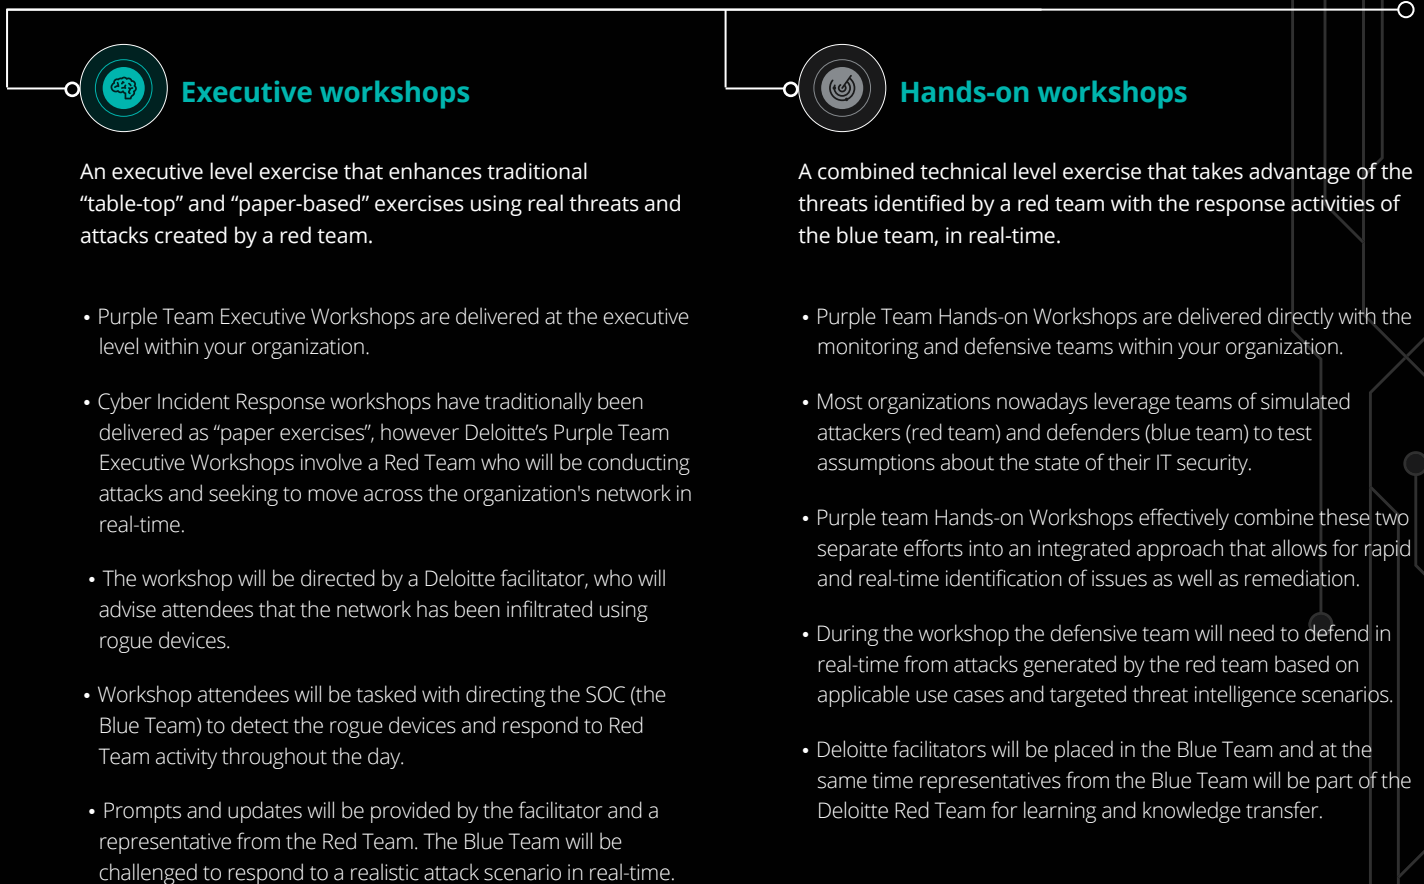 Executive workshops
An executive level exercise that enhances traditional
“table-top” and “paper-based” exercises using real threats and
attacks created by a red team.
• Purple Team Executive Workshops are delivered at the executive
level within your organization.
• Cyber Incident Response workshops have traditionally been
delivered as “paper exercises”, however Deloitte’s Purple Team
Executive Workshops involve a Red Team who will be conducting
attacks and seeking to move across the organization's network in
real-time.
• The workshop will be directed by a Deloitte facilitator, who will
advise attendees that the network has been infiltrated using
rogue devices.
• Workshop attendees will be tasked with directing the SOC (the
Blue Team) to detect the rogue devices and respond to Red
Team activity throughout the day.
• Prompts and updates will be provided by the facilitator and a
representative from the Red Team. The Blue Team will be
challenged to respond to a realistic attack scenario in real-time.
Hands-on workshops
A combined technical level exercise that takes advantage of the
threats identified by a red team with the response activities of
the blue team, in real-time.
• Purple Team Hands-on Workshops are delivered directly with the
monitoring and defensive teams within your organization.
• Most organizations nowadays leverage teams of simulated
attackers (red team) and defenders (blue team) to test
assumptions about the state of their IT security.
• Purple team Hands-on Workshops effectively combine these two
separate efforts into an integrated approach that allows for rapid
and real-time identification of issues as well as remediation.
• During the workshop the defensive team will need to defend in
real-time from attacks generated by the red team based on
applicable use cases and targeted threat intelligence scenarios.
• Deloitte facilitators will be placed in the Blue Team and at the
same time representatives from the Blue Team will be part of the
Deloitte Red Team for learning and knowledge transfer.